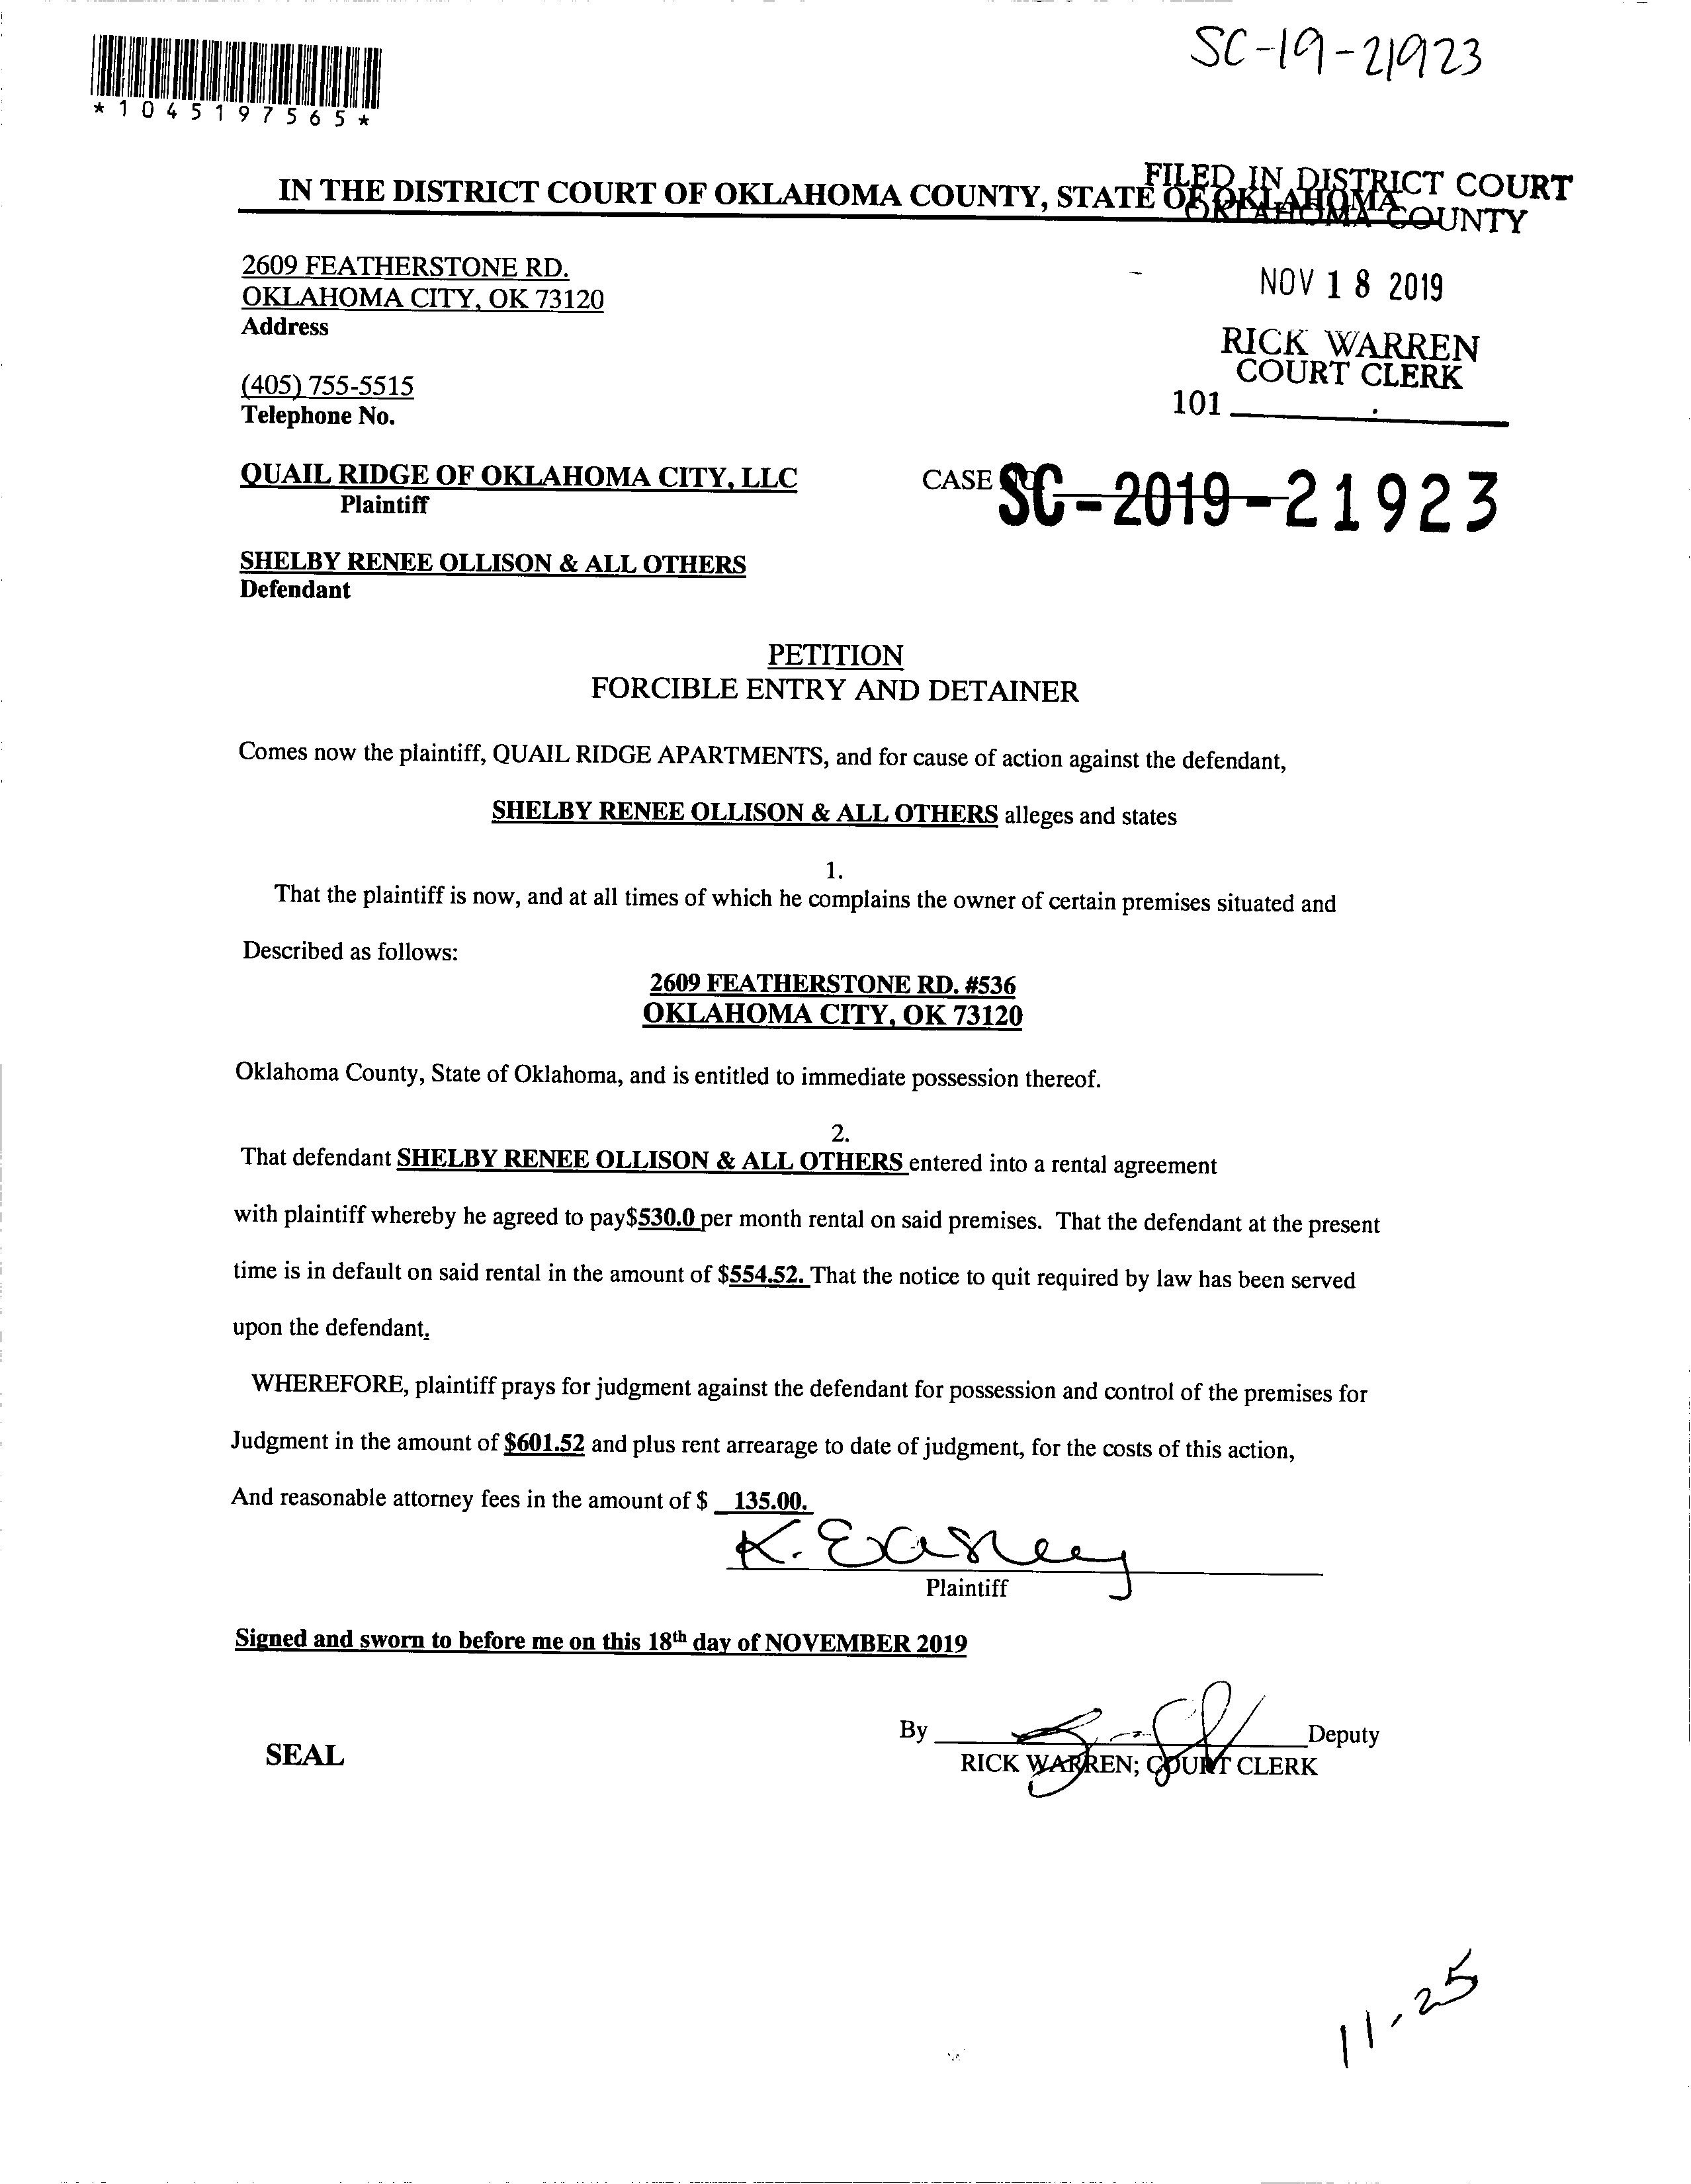 SC-19-21923
*1045197565*
FILED IN DISTRICT COURT
OKLAHOMA COUNTY
IN THE DISTRICT COURT OF OKLAHOMA COUNTY, STATE OF OKLAHOMA
2609 FEATHERSTONE RD.
OKLAHOMA CITY, OK 73120
Address
NOV 18 2019
RICK WARREN
COURT CLERK
101
(405) 755-5515
Telephone No.
QUAIL RIDGE OF OKLAHOMA CITY, LLC
Plaintiff
CASE SC-2019-21923
SHELBY RENEE OLLISON & ALL OTHERS
Defendant
PETITION
FORCIBLE ENTRY AND DETAINER
Comes now the plaintiff, QUAIL RIDGE APARTMENTS, and for cause of action against the defendant,
SHELBY RENEE OLLISON & ALL OTHERS alleges and states
1.
That the plaintiff is now, and at all times of which he complains the owner of certain premises situated and
Described as follows:
2609 FEATHERSTONE RD. #536
OKLAHOMA CITY, OK 73120
Oklahoma County, State of Oklahoma, and is entitled to immediate possession thereof.
2.
That defendant SHELBY RENEE OLLISON & ALL OTHERS entered into a rental agreement
with plaintiff whereby he agreed to pay$530.0 per month rental on said premises. That the defendant at the present
time is in default on said rental in the amount of $554.52. That the notice to quit required by law has been served
upon the defendant.
WHEREFORE, plaintiff prays for judgment against the defendant for possession and control of the premises for
Judgment in the amount of $601.52 and plus rent arrearage to date of judgment, for the costs of this action,
And reasonable attorney fees in the amount of $ 135.00.
K. Easley
Plaintiff
Signed and sworn to before me on this 18th day of NOVEMBER 2019
By Deputy
SEAL
RICK WARREN; COURT CLERK
11-25